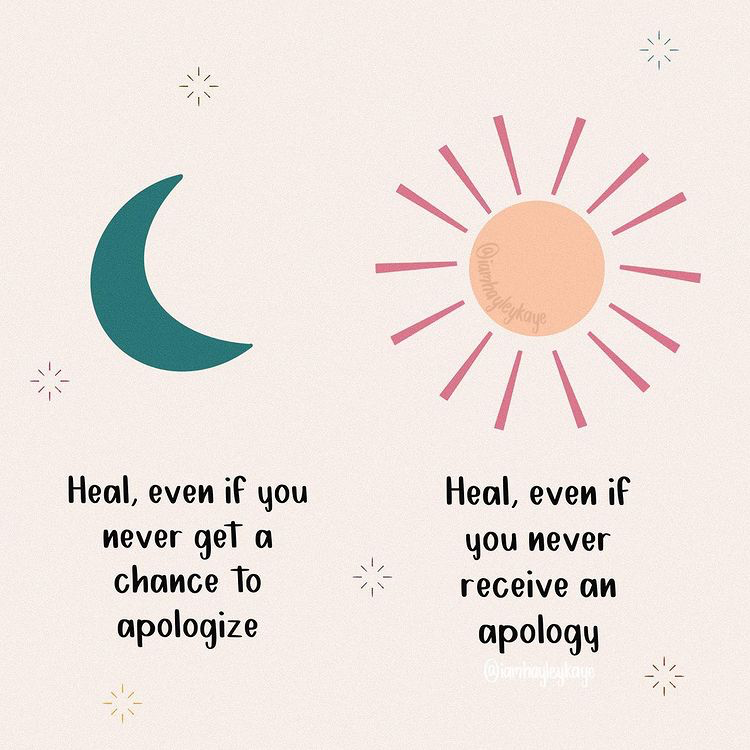 @iamhayleykaye
Heal, even if you
never get a
chance to
apologize
Heal, even if
you never
receive an
apology
@iamhayleykaye